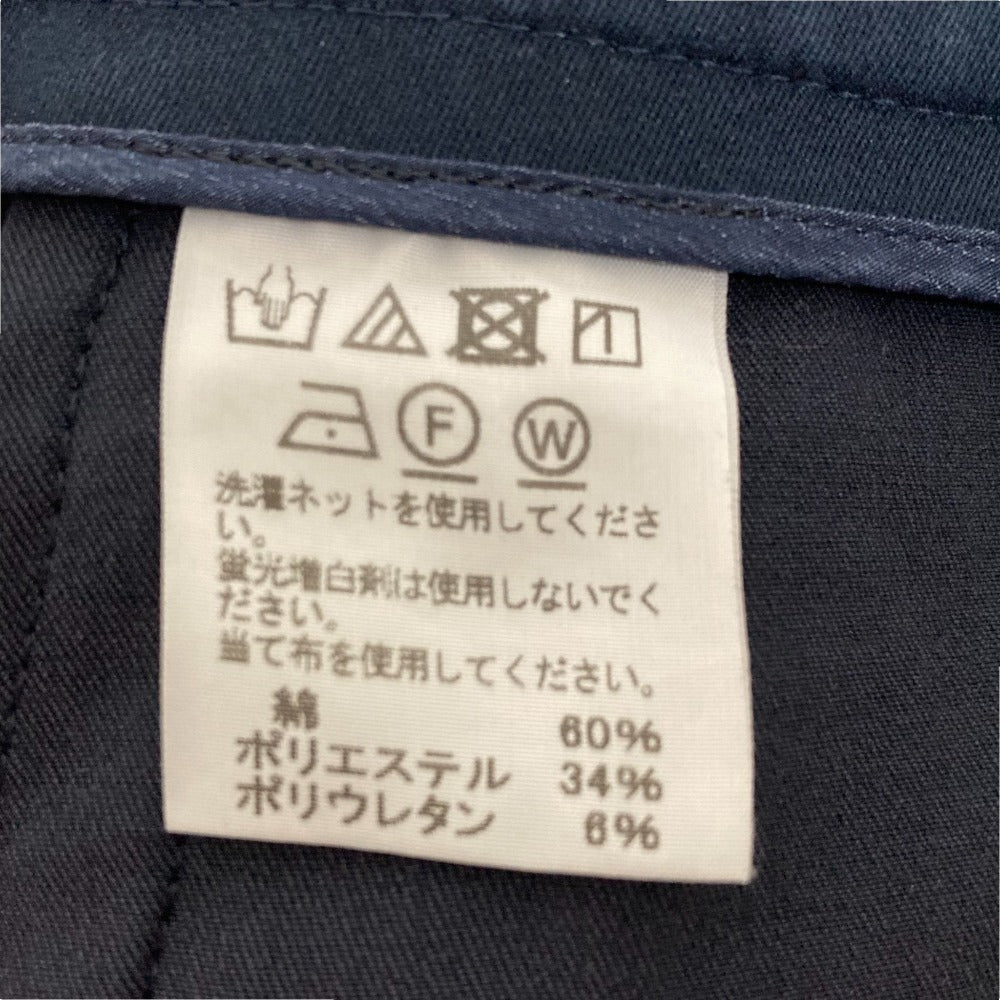 F W
洗濯ネットを使用してくださ
い。
蛍光増白剤は使用しないでく
ださい。
当て布を使用してください。
綿 60%
ポリエステル 34%
ポリウレタン 6%